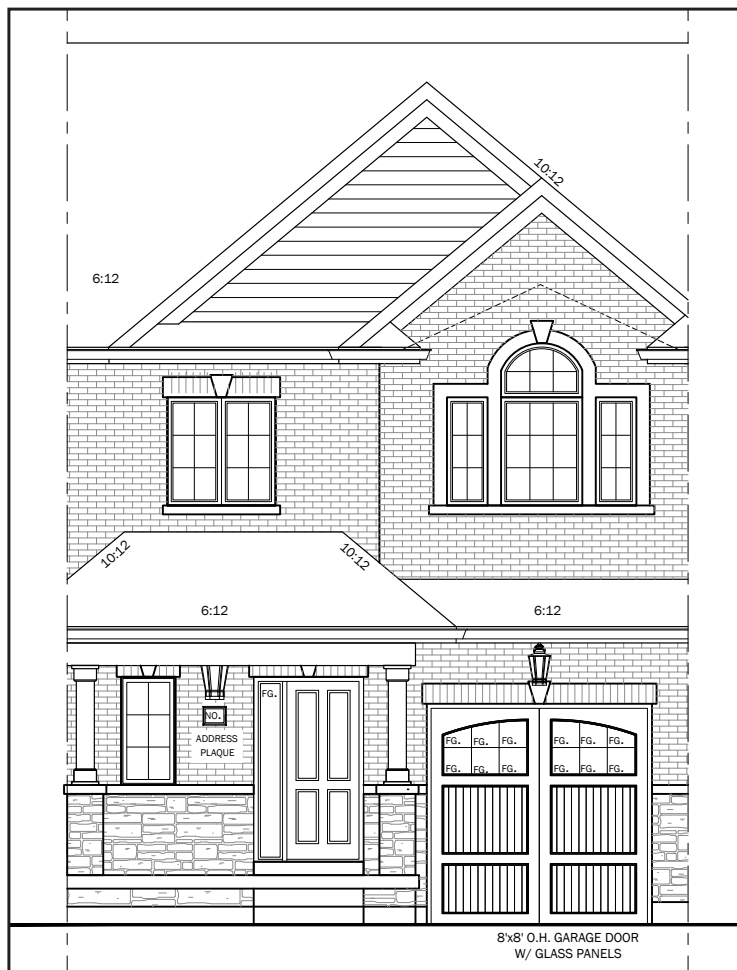 10:12
6:12
10:12
10:12
6:12
6:12
FG.
NO.
ADDRESS
PLAQUE
FG. FG. FG. FG. FG. FG.
FG. FG. FG. FG. FG. FG.
8'x8' O.H. GARAGE DOOR
W/ GLASS PANELS